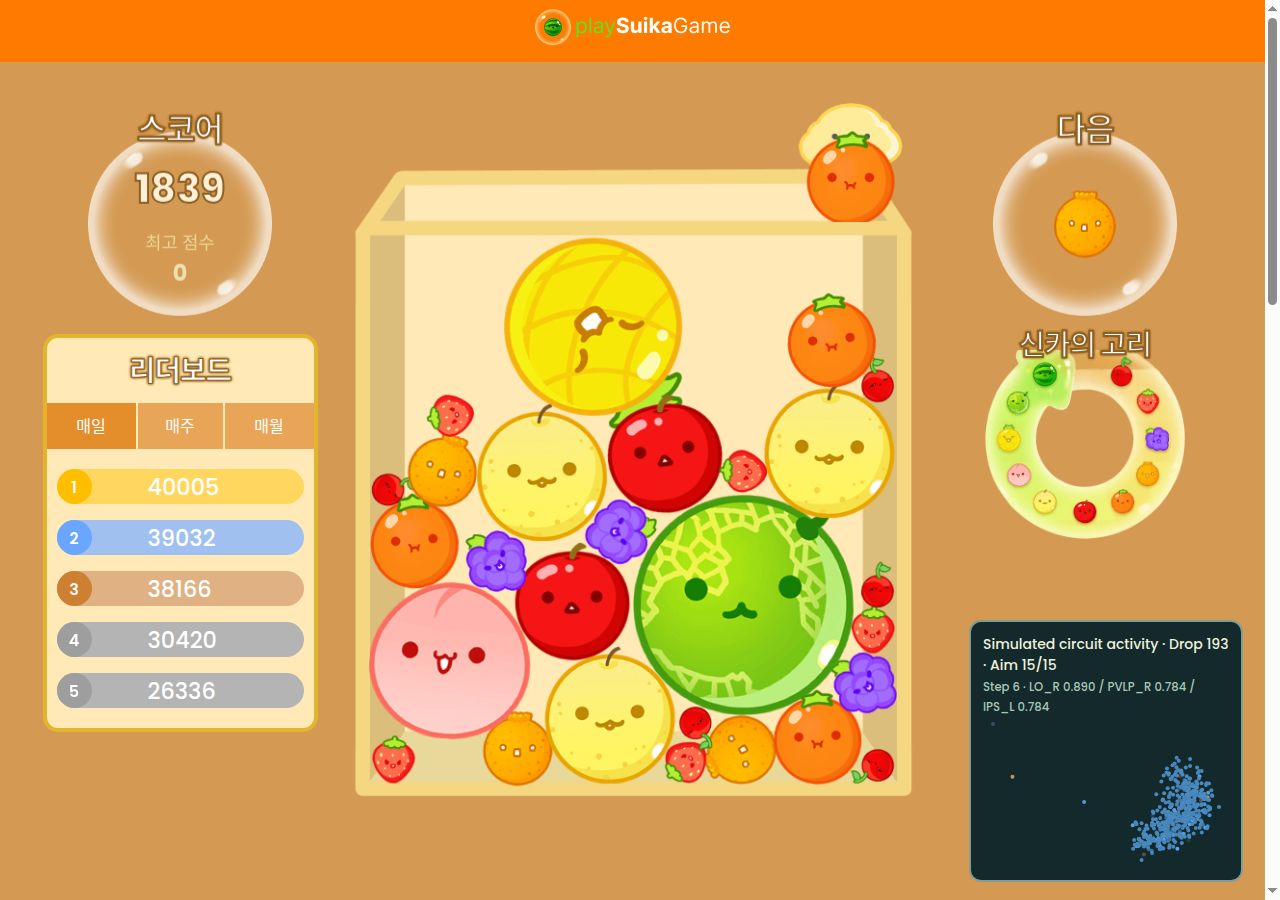 playSuikaGame
스코어
1839
최고 점수
0
다음
신카의 고리
리더보드
매일 매주 매월
1 40005
2 39032
3 38166
4 30420
5 26336
Simulated circuit activity · Drop 193
· Aim 15/15
Step 6 · LO_R 0.890 / PVLP_R 0.784 /
IPS_L 0.784